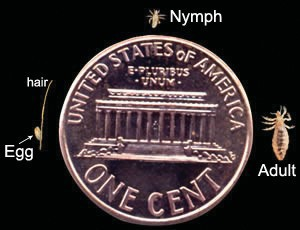 Nymph
hair
Egg
Adult
UNITED STATES of AMERICA
E·PLURIBUS
UNUM
ONE CENT